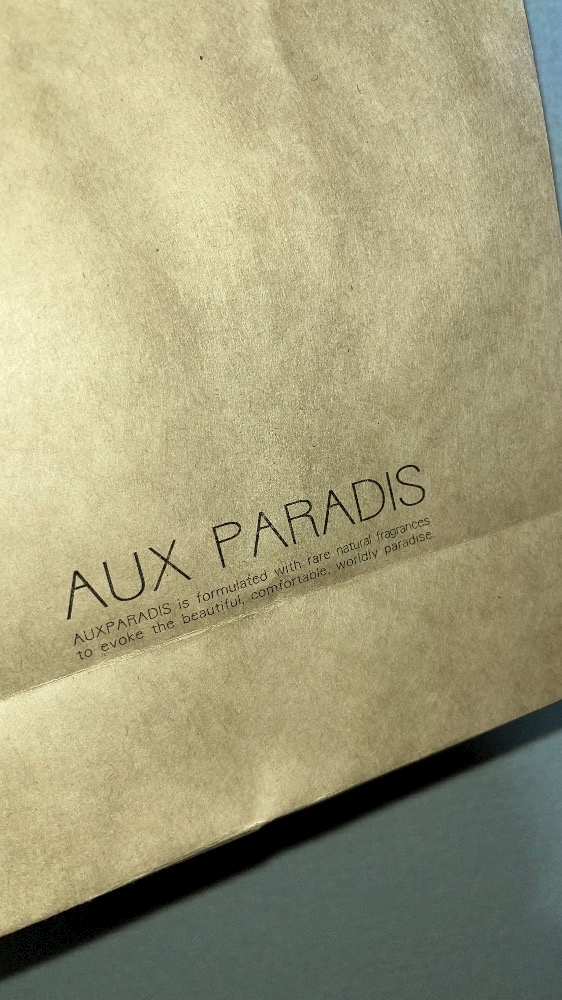 AUX PARADIS
AUXPARADIS is formulated with rare natural fragrances
to evoke the beautiful, comfortable, worldly paradise